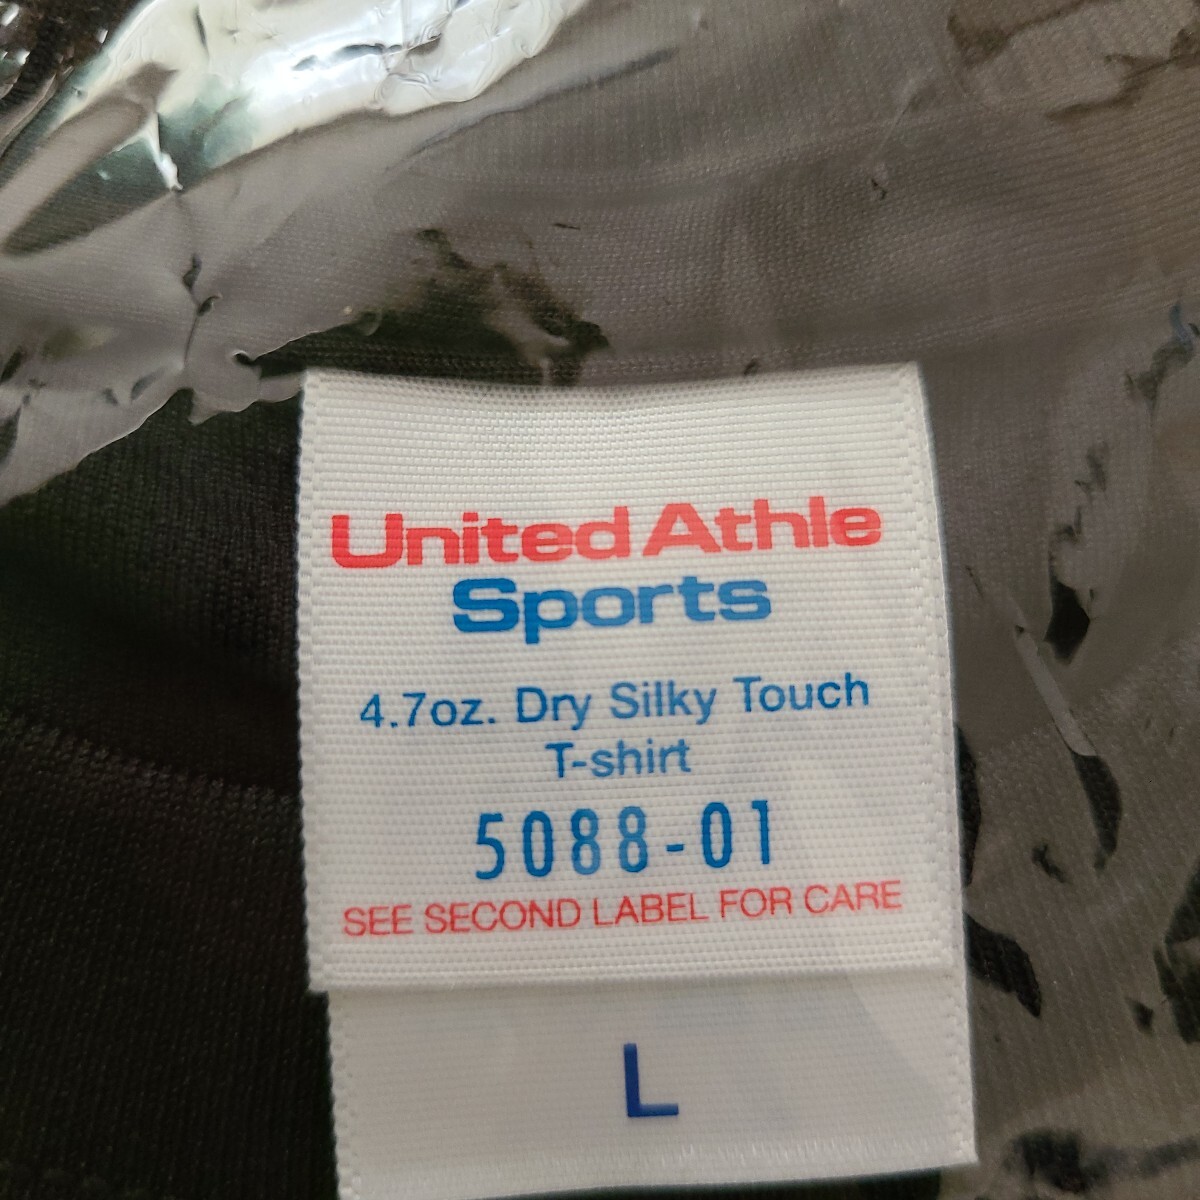 United Athle
Sports
4.7oz. Dry Silky Touch
T-shirt
5088-01
SEE SECOND LABEL FOR CARE
L